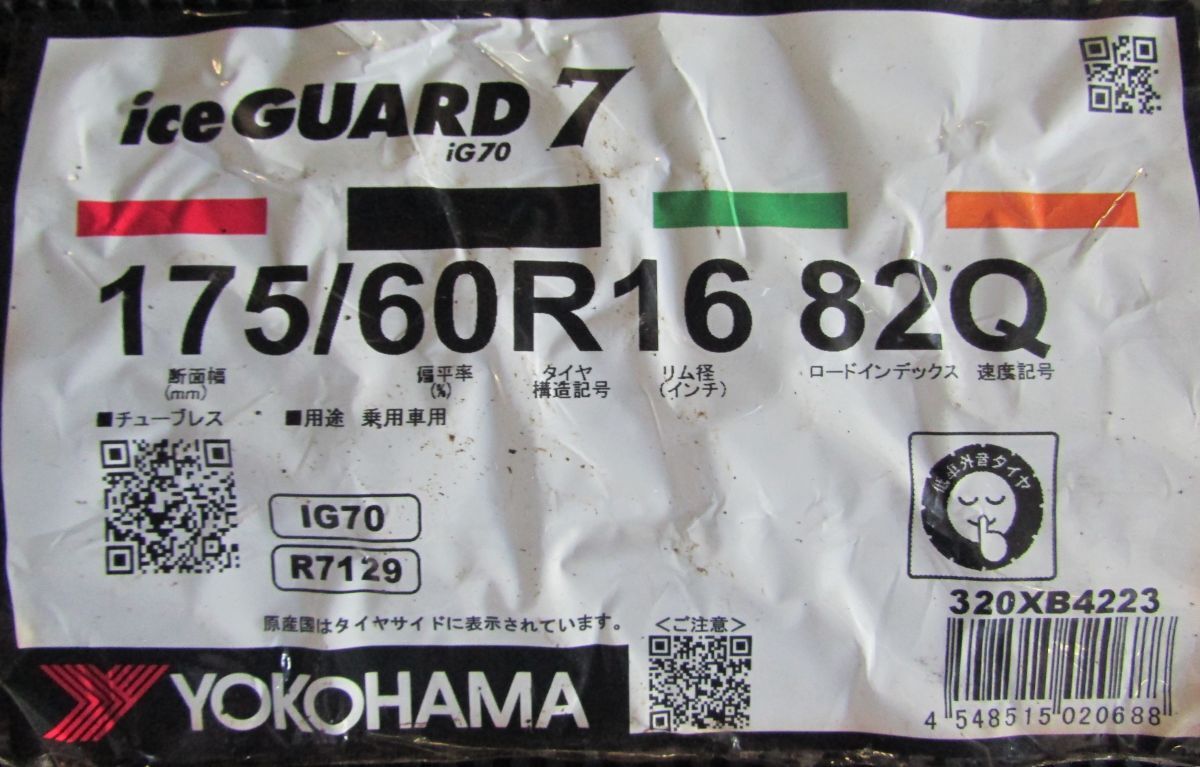 iceGUARD 7
iG70
175/60R16 82Q
断面幅 偏平率 タイヤ リム径 ロードインデックス 速度記号
(mm) (%) 構造記号 (インチ)
■チューブレス ■用途 乗用車用
低車外音タイヤ
IG70
R7129
320XB4223
原産国はタイヤサイドに表示されています。 <ご注意>
YOKOHAMA
4 548515 020688